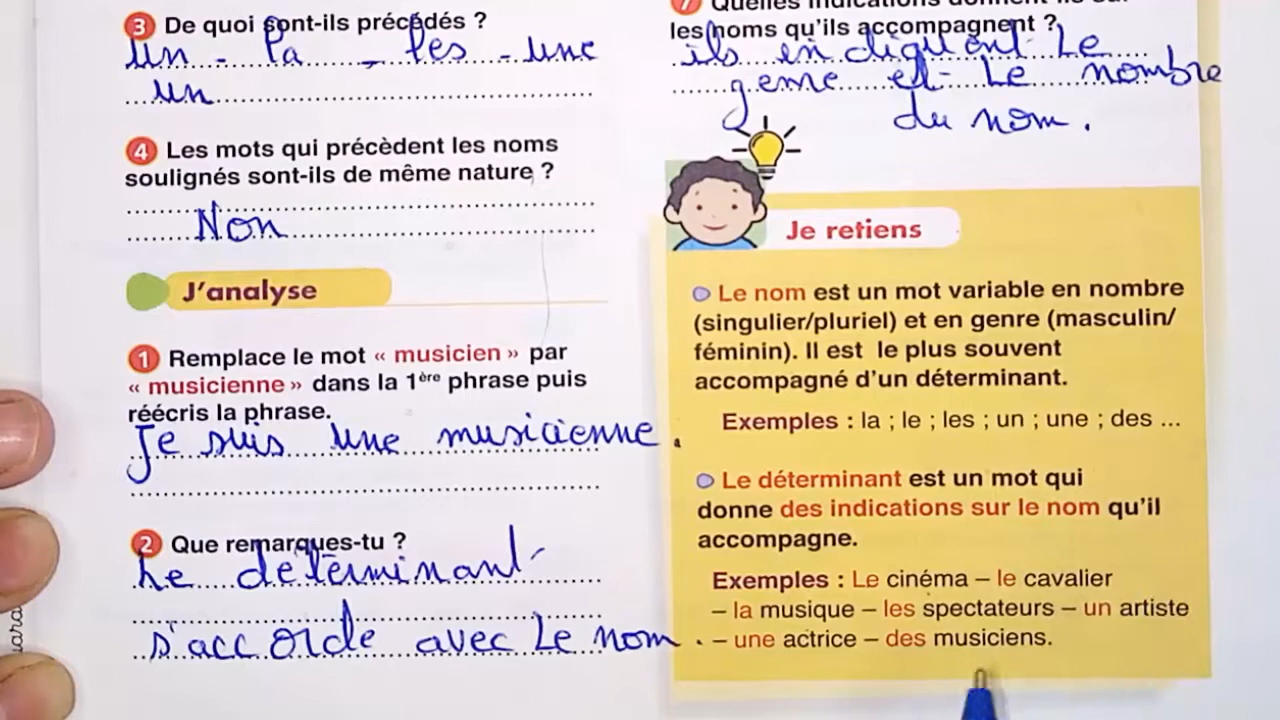 3 De quoi sont-ils précédés ?
un - la - les - une
un
4 Les mots qui précèdent les noms
soulignés sont-ils de même nature ?
Non
J'analyse
1 Remplace le mot « musicien » par
« musicienne » dans la 1ère phrase puis
réécris la phrase.
Je suis une musicienne.
2 Que remarques-tu ?
Le déterminant
s'accorde avec Le nom.
les noms qu'ils accompagnent ?
ils en diquent Le
genre et Le nombre
du nom.
Je retiens
Le nom est un mot variable en nombre
(singulier/pluriel) et en genre (masculin/
féminin). Il est le plus souvent
accompagné d'un déterminant.
Exemples : la ; le ; les ; un ; une ; des ...
Le déterminant est un mot qui
donne des indications sur le nom qu'il
accompagne.
Exemples : Le cinéma – le cavalier
– la musique – les spectateurs – un artiste
– une actrice – des musiciens.